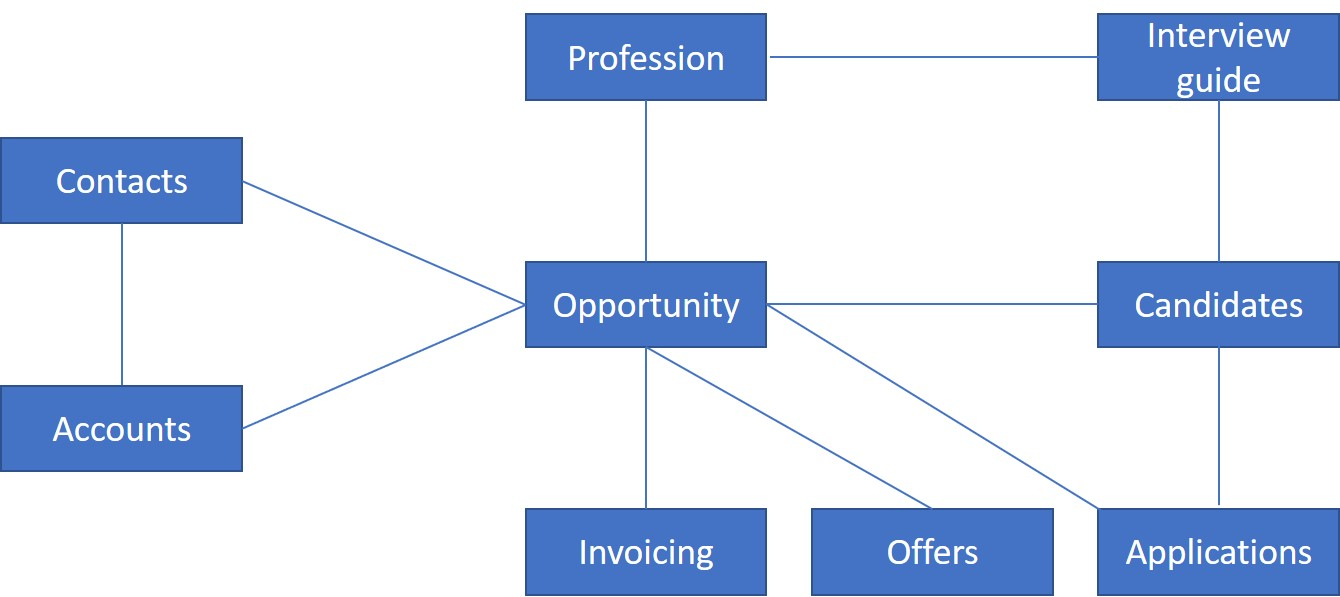 Profession
Interview
guide
Contacts
Opportunity
Candidates
Accounts
Invoicing
Offers
Applications